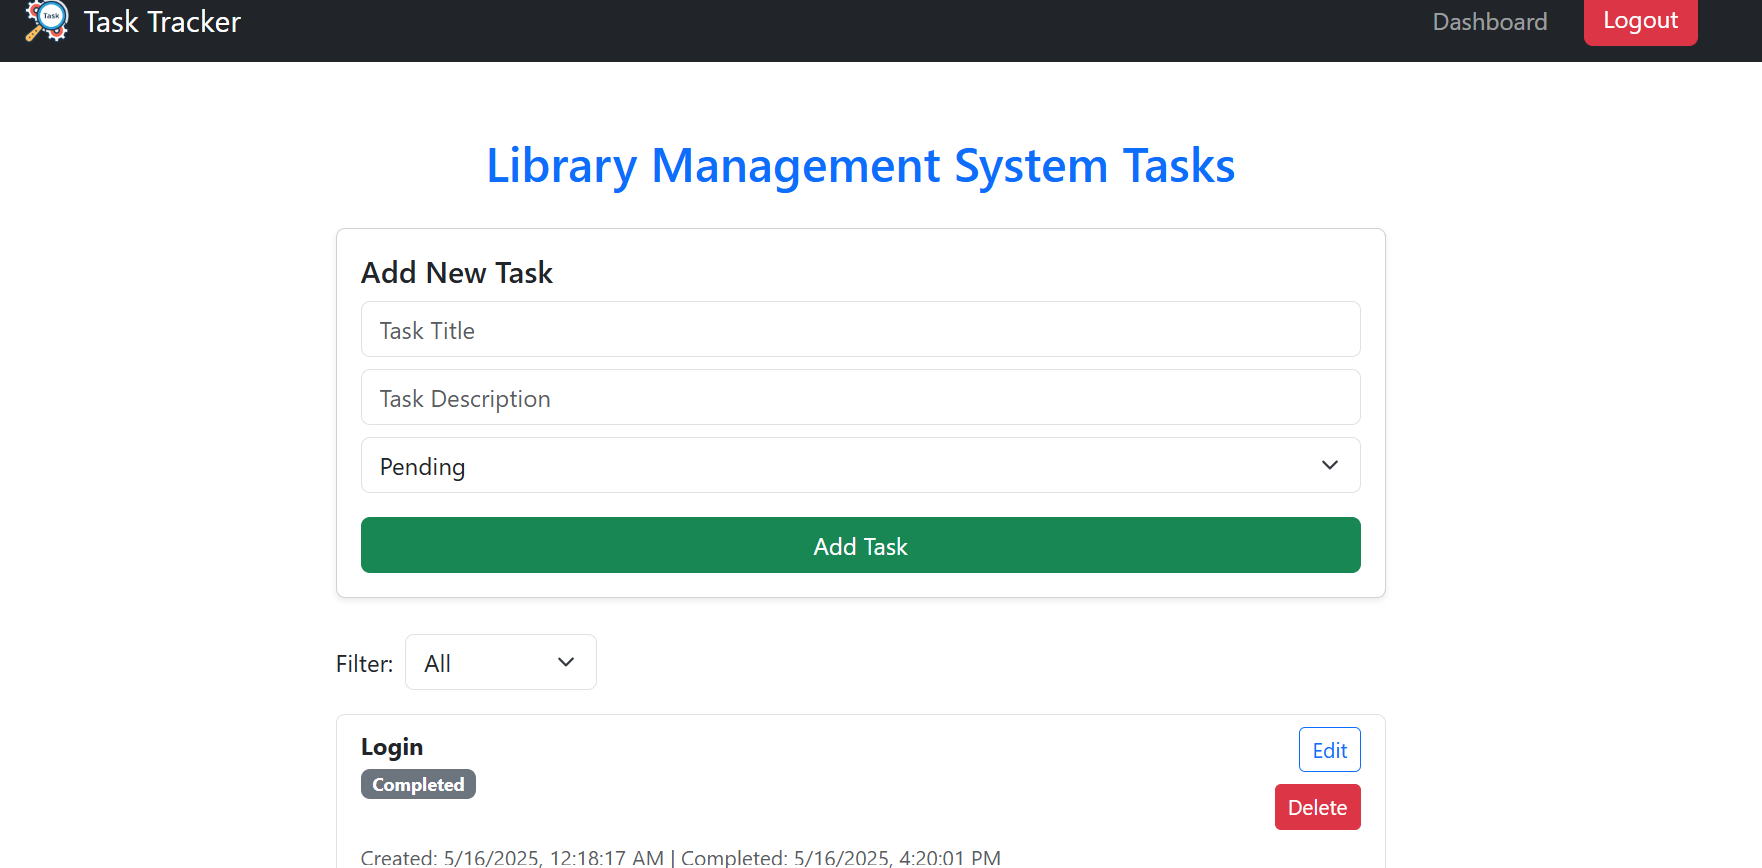 Task
Task Tracker
Dashboard
Logout
Library Management System Tasks
Add New Task
Task Title
Task Description
Pending
Add Task
Filter: All
Login
Edit
Completed
Delete
Created: 5/16/2025, 12:18:17 AM | Completed: 5/16/2025, 4:20:01 PM